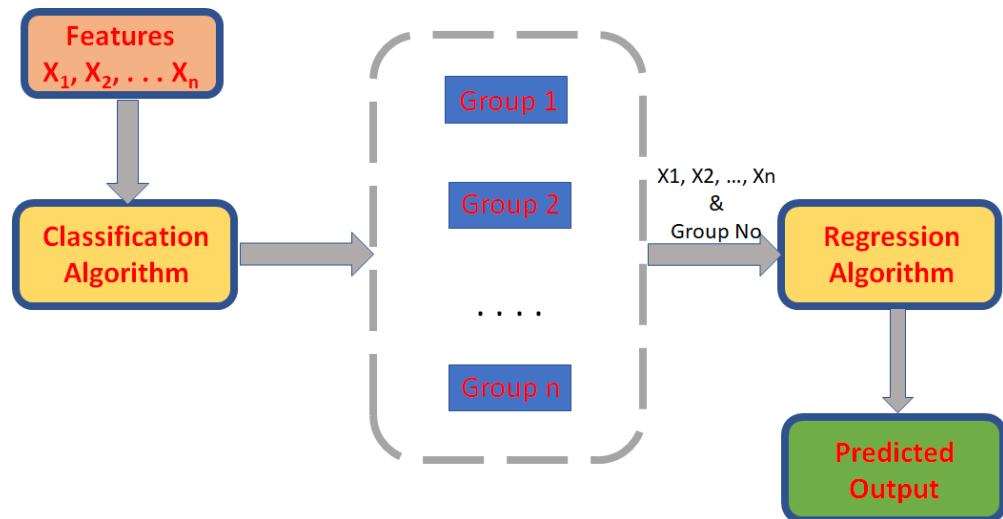 Features
X₁, X₂, . . . Xₙ
Classification
Algorithm
Group 1
Group 2
. . . .
Group n
X1, X2, ..., Xn
&
Group No
Regression
Algorithm
Predicted
Output